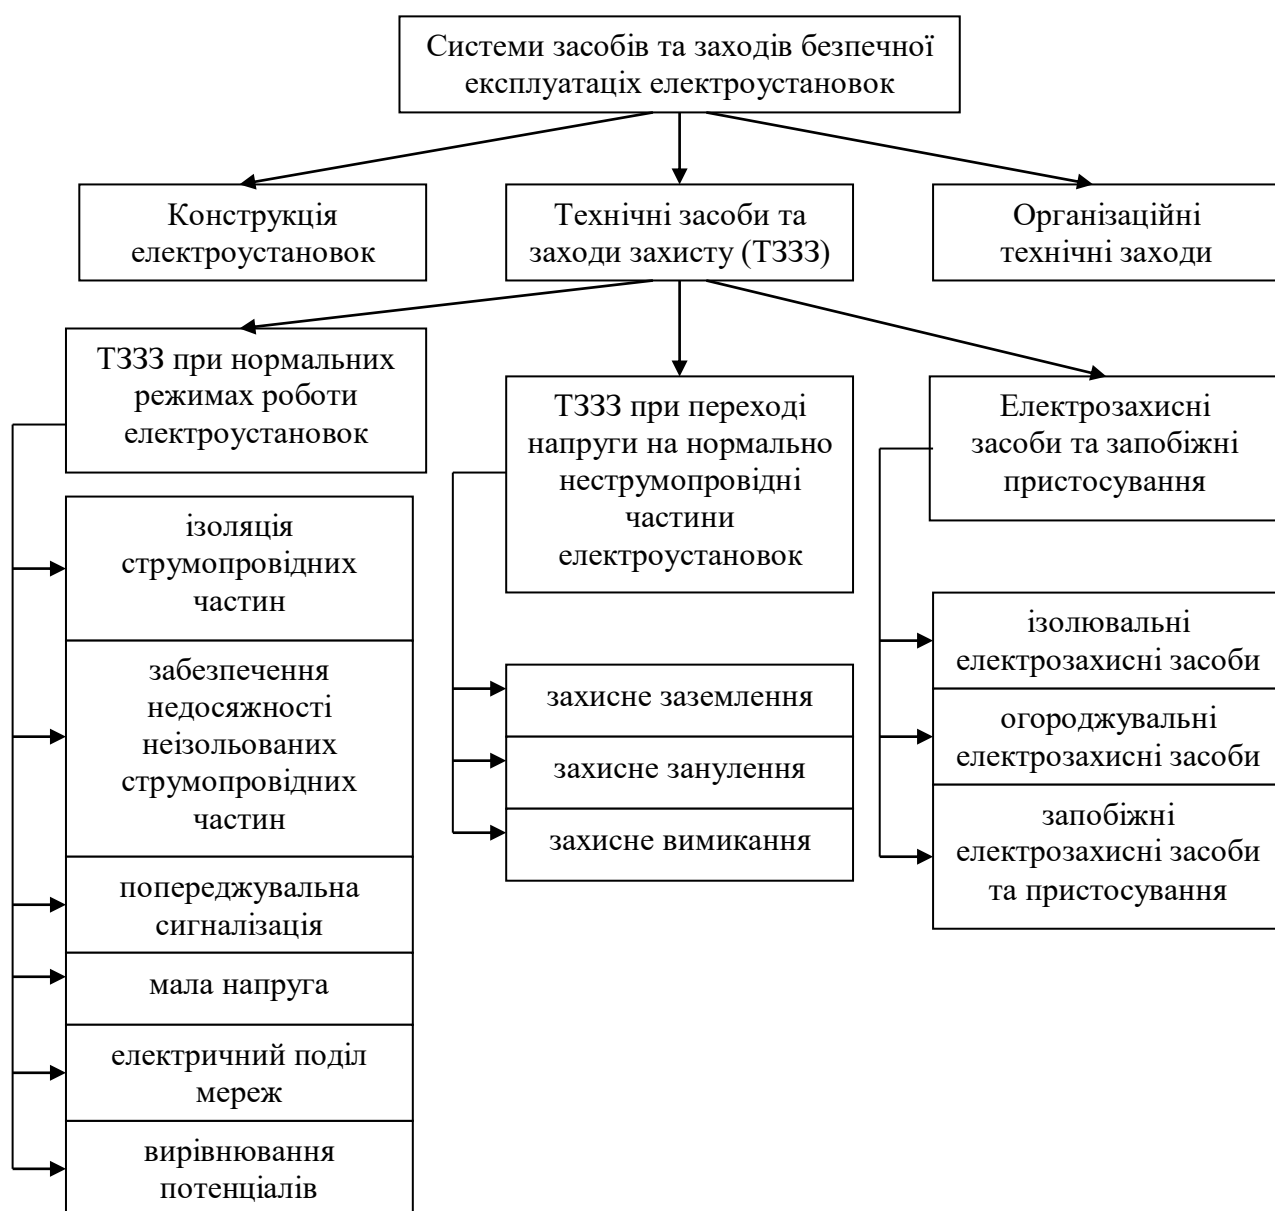 Системи засобів та заходів безпечної
експлуатаціх електроустановок
Конструкція
електроустановок
Технічні засоби та
заходи захисту (ТЗЗЗ)
Організаційні
технічні заходи
ТЗЗЗ при нормальних
режимах роботи
електроустановок
ТЗЗЗ при переході
напруги на нормально
неструмопровідні
частини
електроустановок
Електрозахисні
засоби та запобіжні
пристосування
ізоляція
струмопровідних
частин
забезпечення
недосяжності
неізольованих
струмопровідних
частин
попереджувальна
сигналізація
мала напруга
електричний поділ
мереж
вирівнювання
потенціалів
захисне заземлення
захисне занулення
захисне вимикання
ізолювальні
електрозахисні засоби
огороджувальні
електрозахисні засоби
запобіжні
електрозахисні засоби
та пристосування